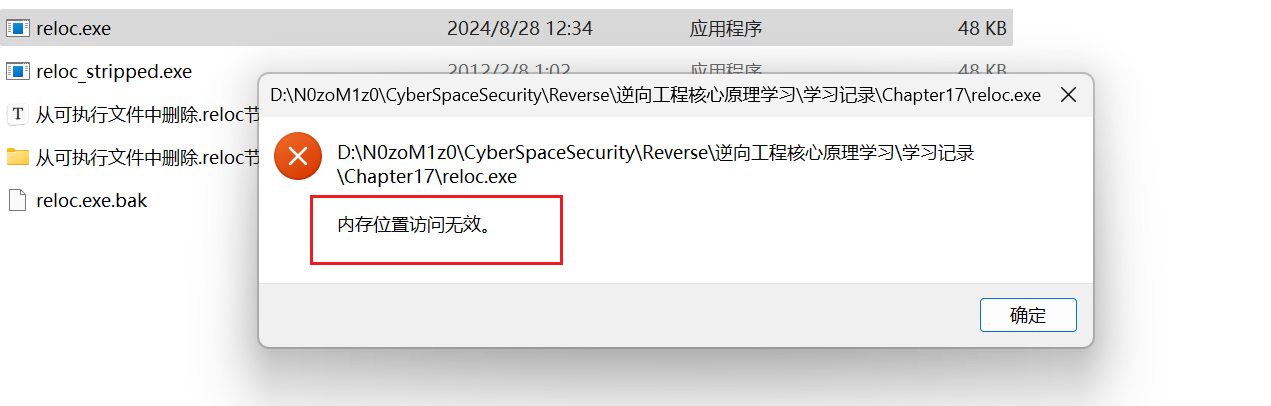 reloc.exe 2024/8/28 12:34 应用程序 48 KB
reloc_stripped.exe 2012/2/8 1:02 应用程序 48 KB
D:\N0zoM1z0\CyberSpaceSecurity\Reverse\逆向工程核心原理学习\学习记录\Chapter17\reloc.exe
T 从可执行文件中删除.reloc节
D:\N0zoM1z0\CyberSpaceSecurity\Reverse\逆向工程核心原理学习\学习记录
从可执行文件中删除.reloc节
\Chapter17\reloc.exe
reloc.exe.bak
内存位置访问无效。
确定